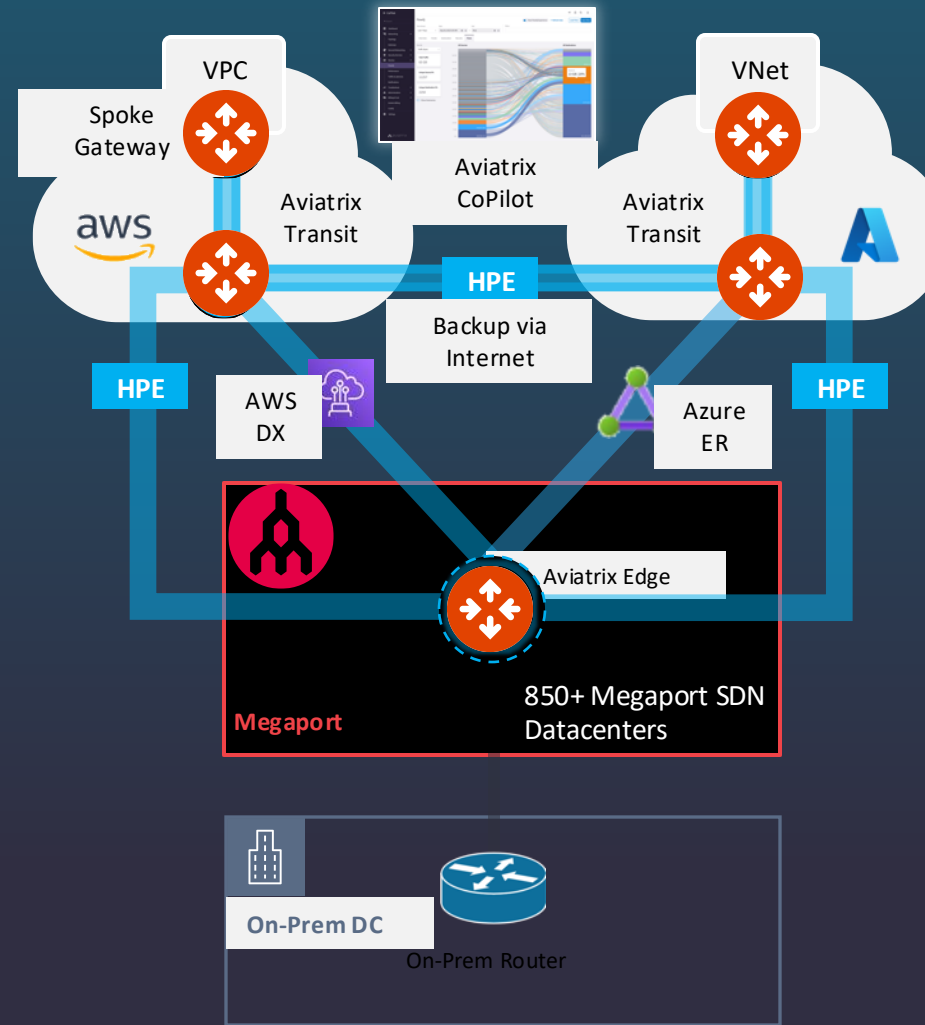 VPC
VNet
Spoke
Gateway
aws
Aviatrix
Transit
Aviatrix
CoPilot
Aviatrix
Transit
HPE
Backup via
Internet
HPE
HPE
AWS
DX
Azure
ER
Aviatrix Edge
850+ Megaport SDN
Datacenters
Megaport
On-Prem DC
On-Prem Router